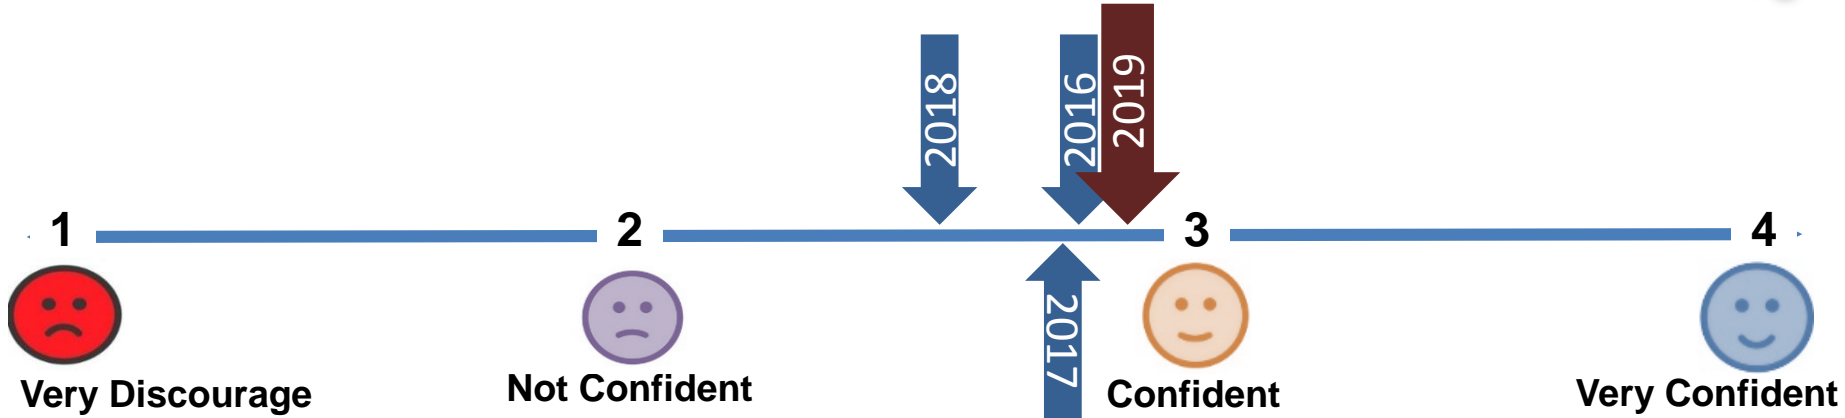 2018
2016
2019
1
2
3
4
2017
Very Discourage
Not Confident
Confident
Very Confident